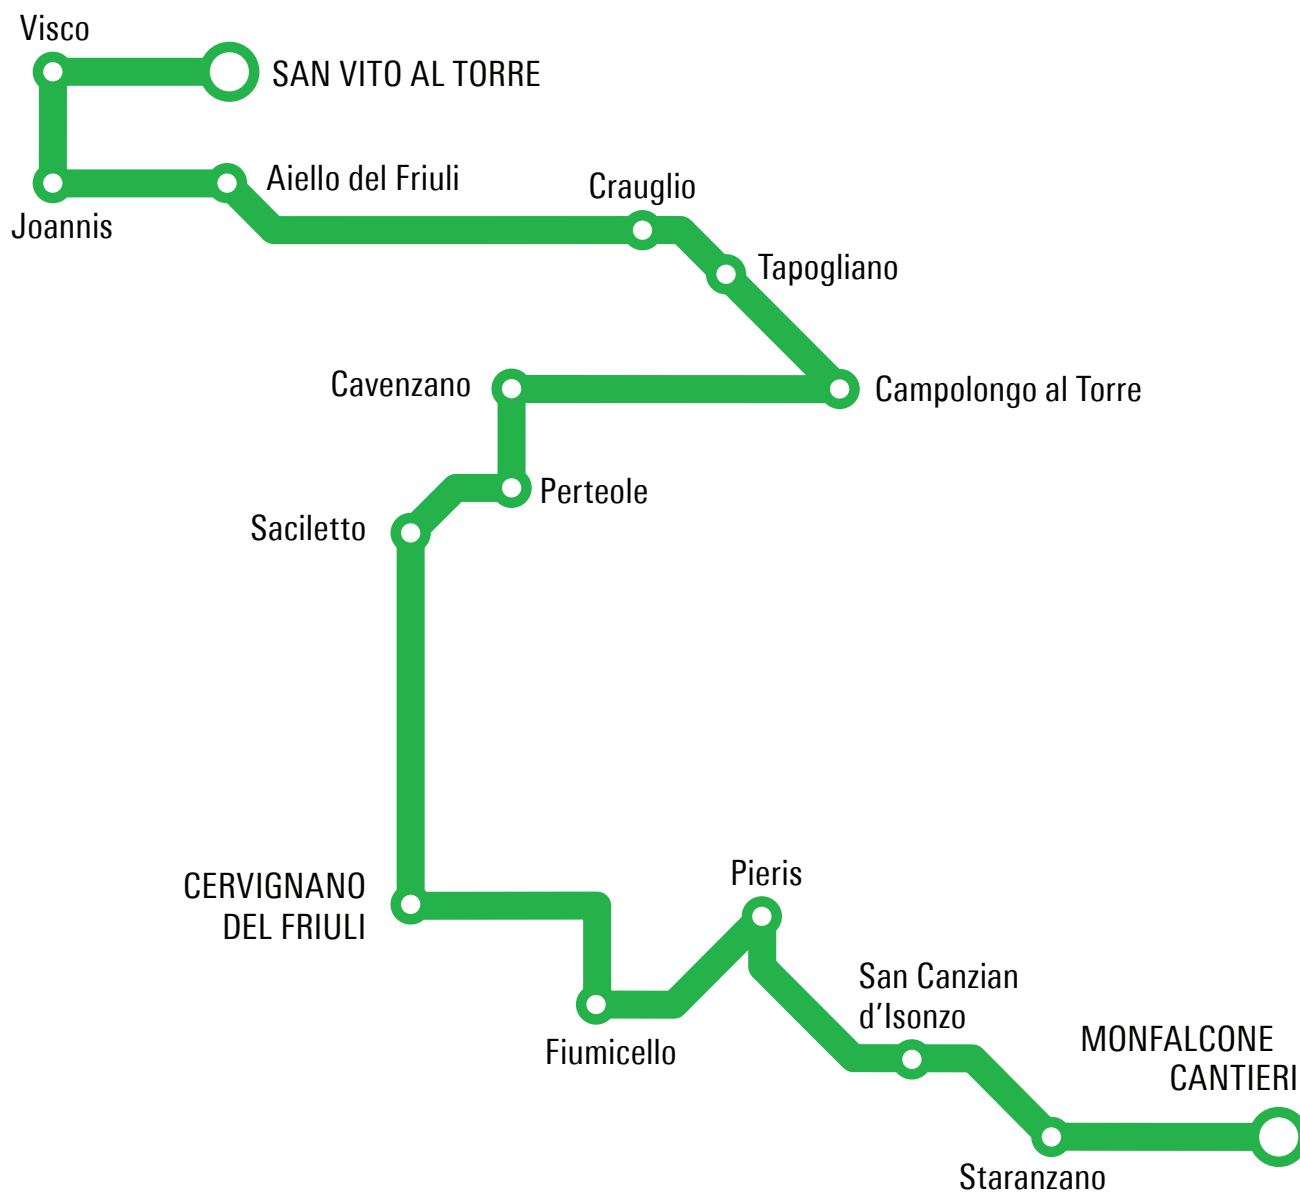 Visco
SAN VITO AL TORRE
Joannis
Aiello del Friuli
Crauglio
Tapogliano
Campolongo al Torre
Cavenzano
Perteole
Saciletto
CERVIGNANO
DEL FRIULI
Fiumicello
Pieris
San Canzian
d'Isonzo
Staranzano
MONFALCONE
CANTIERI